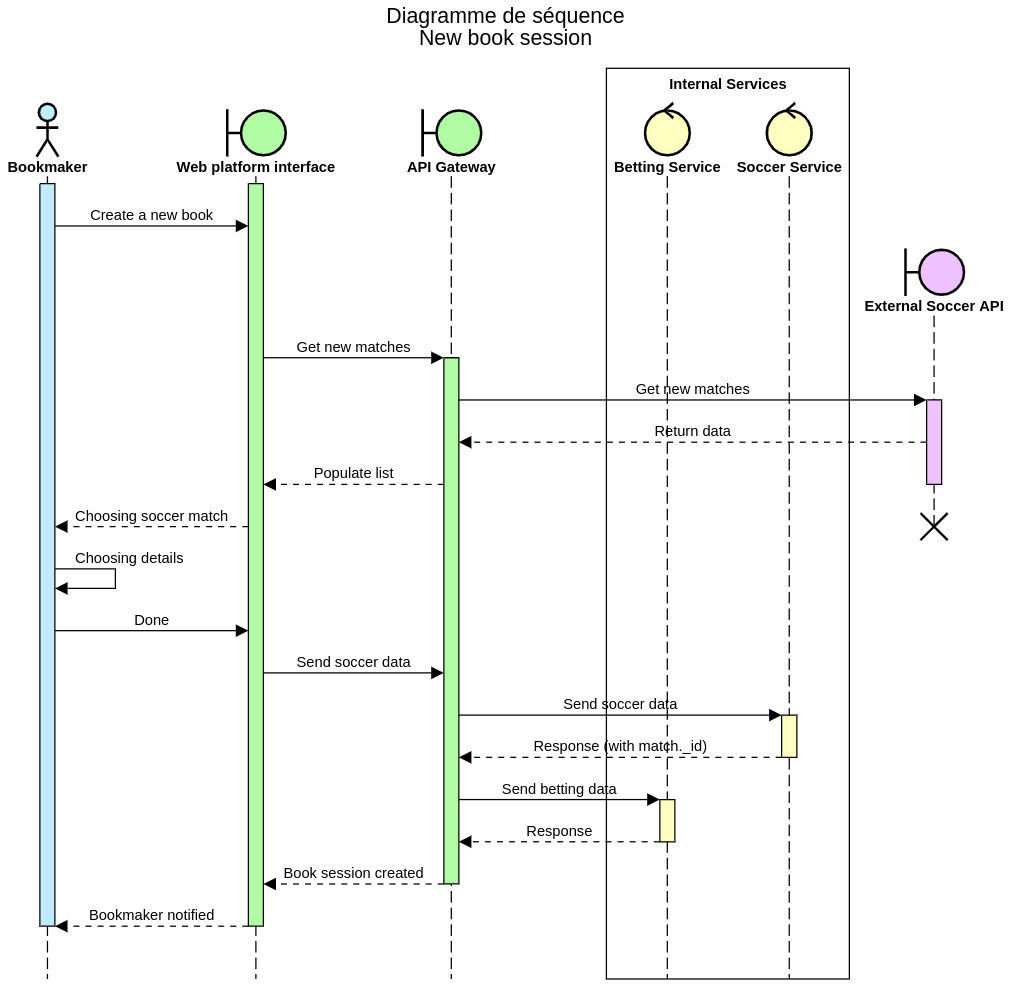 Diagramme de séquence
New book session
Internal Services
Bookmaker
Web platform interface
API Gateway
Betting Service
Soccer Service
Create a new book
External Soccer API
Get new matches
Get new matches
Return data
Populate list
Choosing soccer match
Choosing details
Done
Send soccer data
Send soccer data
Response (with match._id)
Send betting data
Response
Book session created
Bookmaker notified